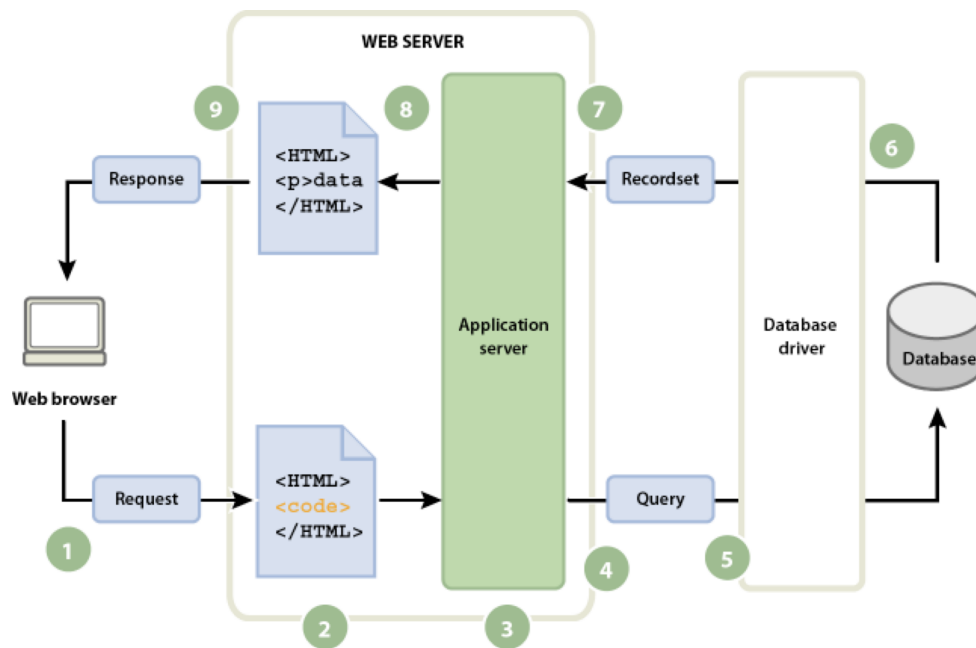 WEB SERVER
9
8
7
6
<HTML>
<p>data
</HTML>
Response
Recordset
Application
server
Database
driver
Database
Web browser
<HTML>
<code>
</HTML>
Request
Query
1
2
3
4
5